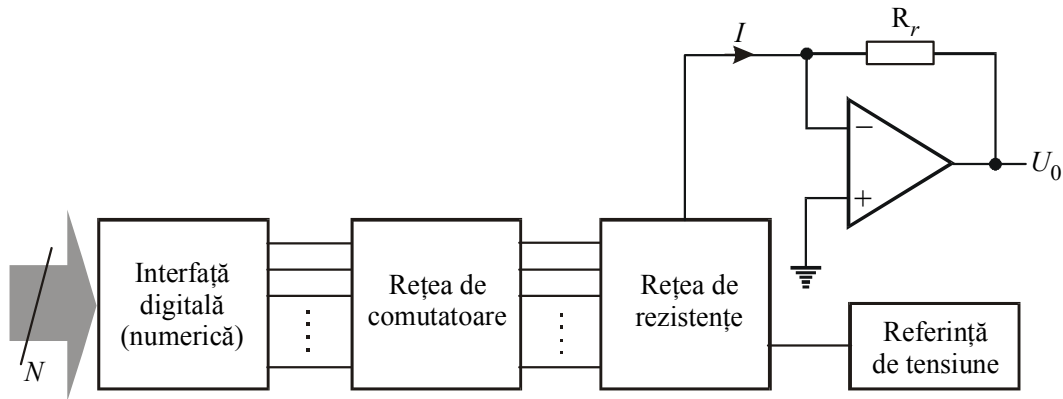 R_r
I
−
+
U_0
Interfață
digitală
(numerică)
Rețea de
comutatoare
Rețea de
rezistențe
Referință
de tensiune
N